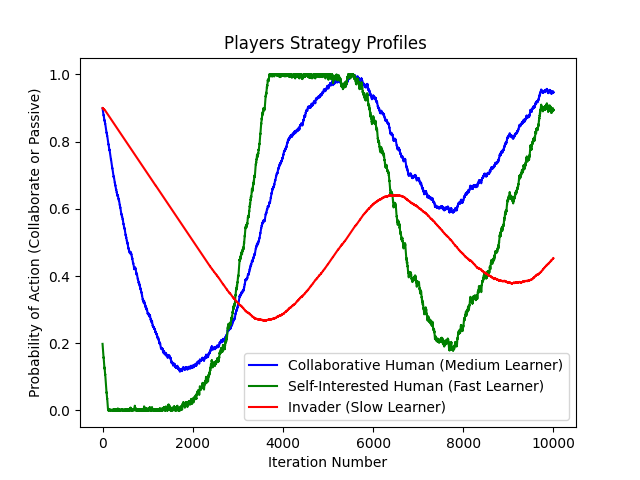 Players Strategy Profiles
Probability of Action (Collaborate or Passive)
1.0
0.8
0.6
0.4
0.2
0.0
Collaborative Human (Medium Learner)
Self-Interested Human (Fast Learner)
Invader (Slow Learner)
0 2000 4000 6000 8000 10000
Iteration Number